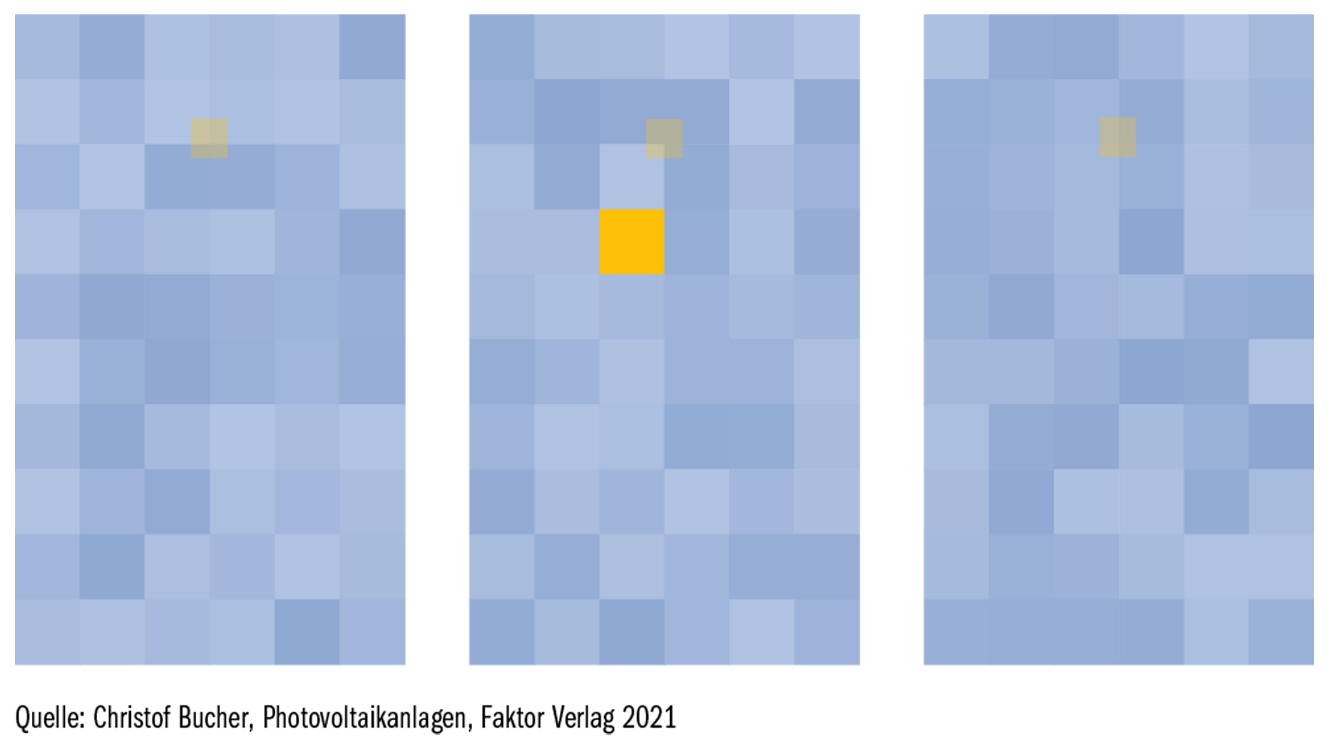 Quelle: Christof Bucher, Photovoltaikanlagen, Faktor Verlag 2021